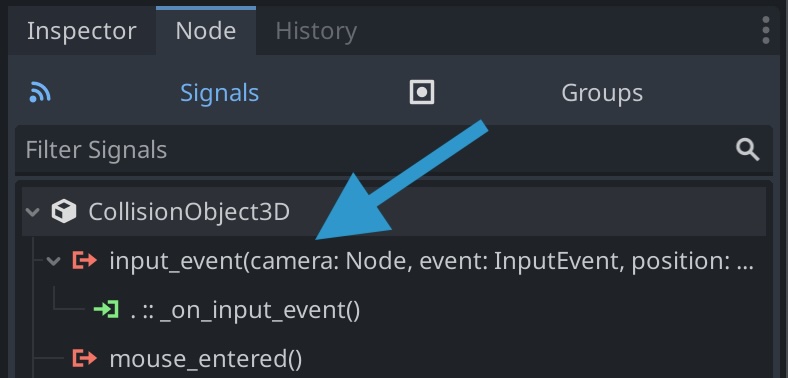 Inspector Node History
Signals Groups
Filter Signals
CollisionObject3D
input_event(camera: Node, event: InputEvent, position: ...
. :: _on_input_event()
mouse_entered()